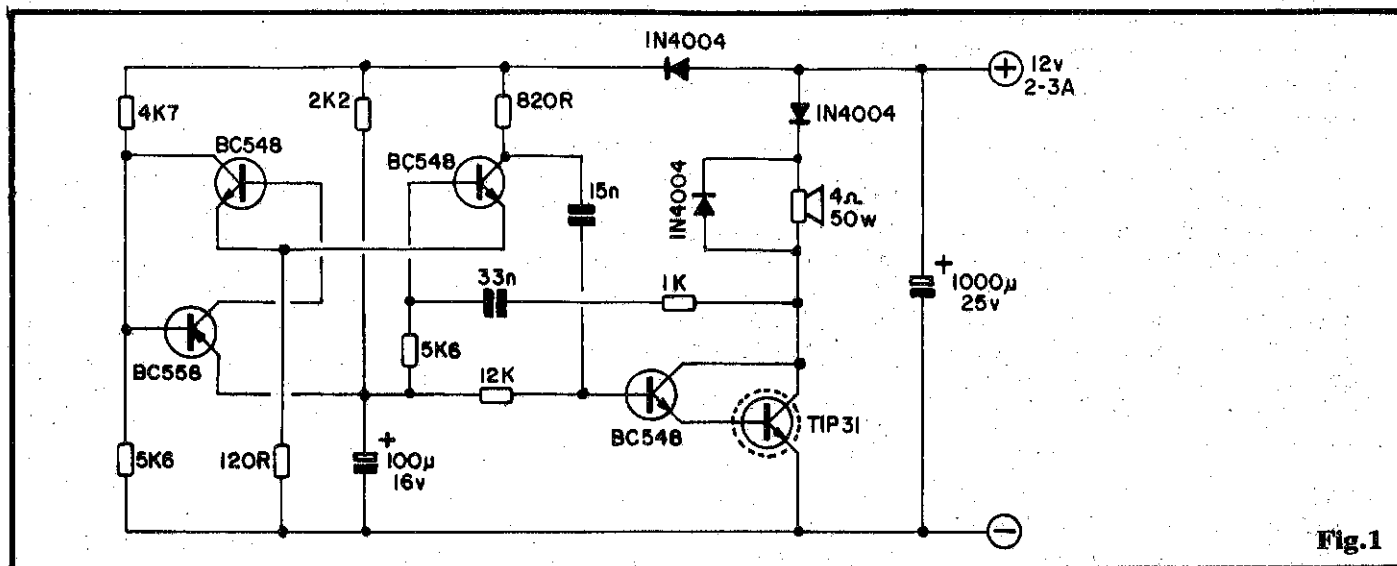 1N4004
12v
2-3A
4K7
2K2
820R
1N4004
BC548
BC548
15n
1N4004
4Ω
50w
33n
1K
+
1000µ
25v
BC558
5K6
12K
BC548
TIP31
5K6
120R
+
100µ
16v
Fig.1